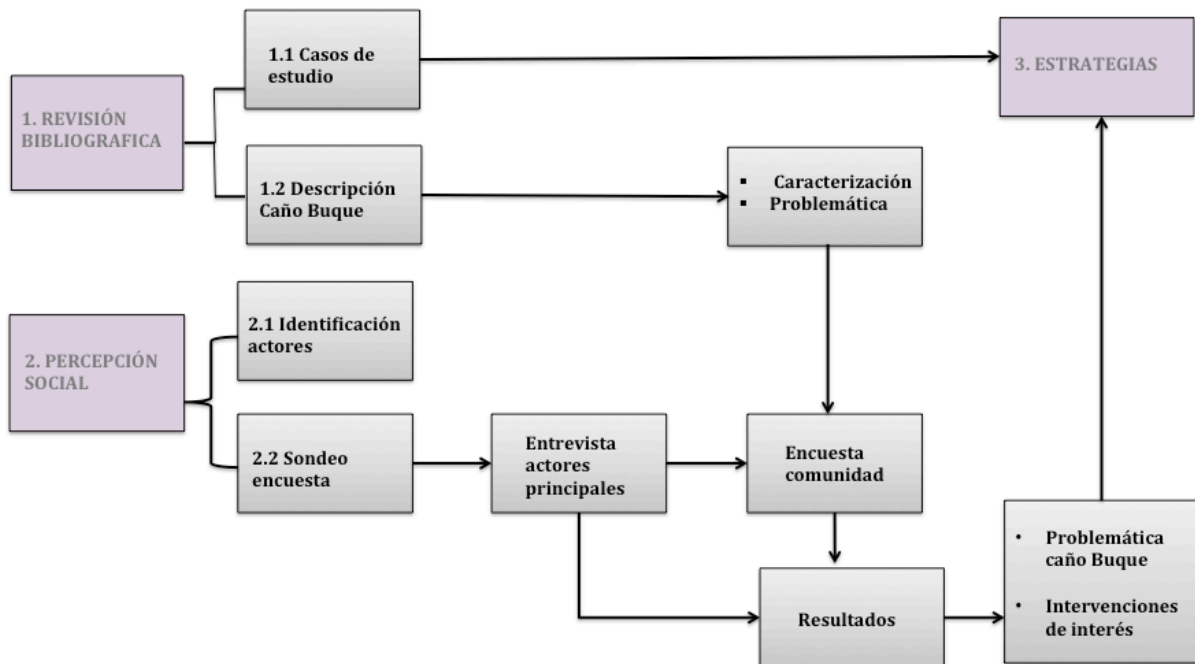 1.1 Casos de
estudio
3. ESTRATEGIAS
1. REVISIÓN
BIBLIOGRAFICA
1.2 Descripción
Caño Buque
▪ Caracterización
▪ Problemática
2.1 Identificación
actores
2. PERCEPCIÓN
SOCIAL
2.2 Sondeo
encuesta
Entrevista
actores
principales
Encuesta
comunidad
Resultados
• Problemática
caño Buque
• Intervenciones
de interés